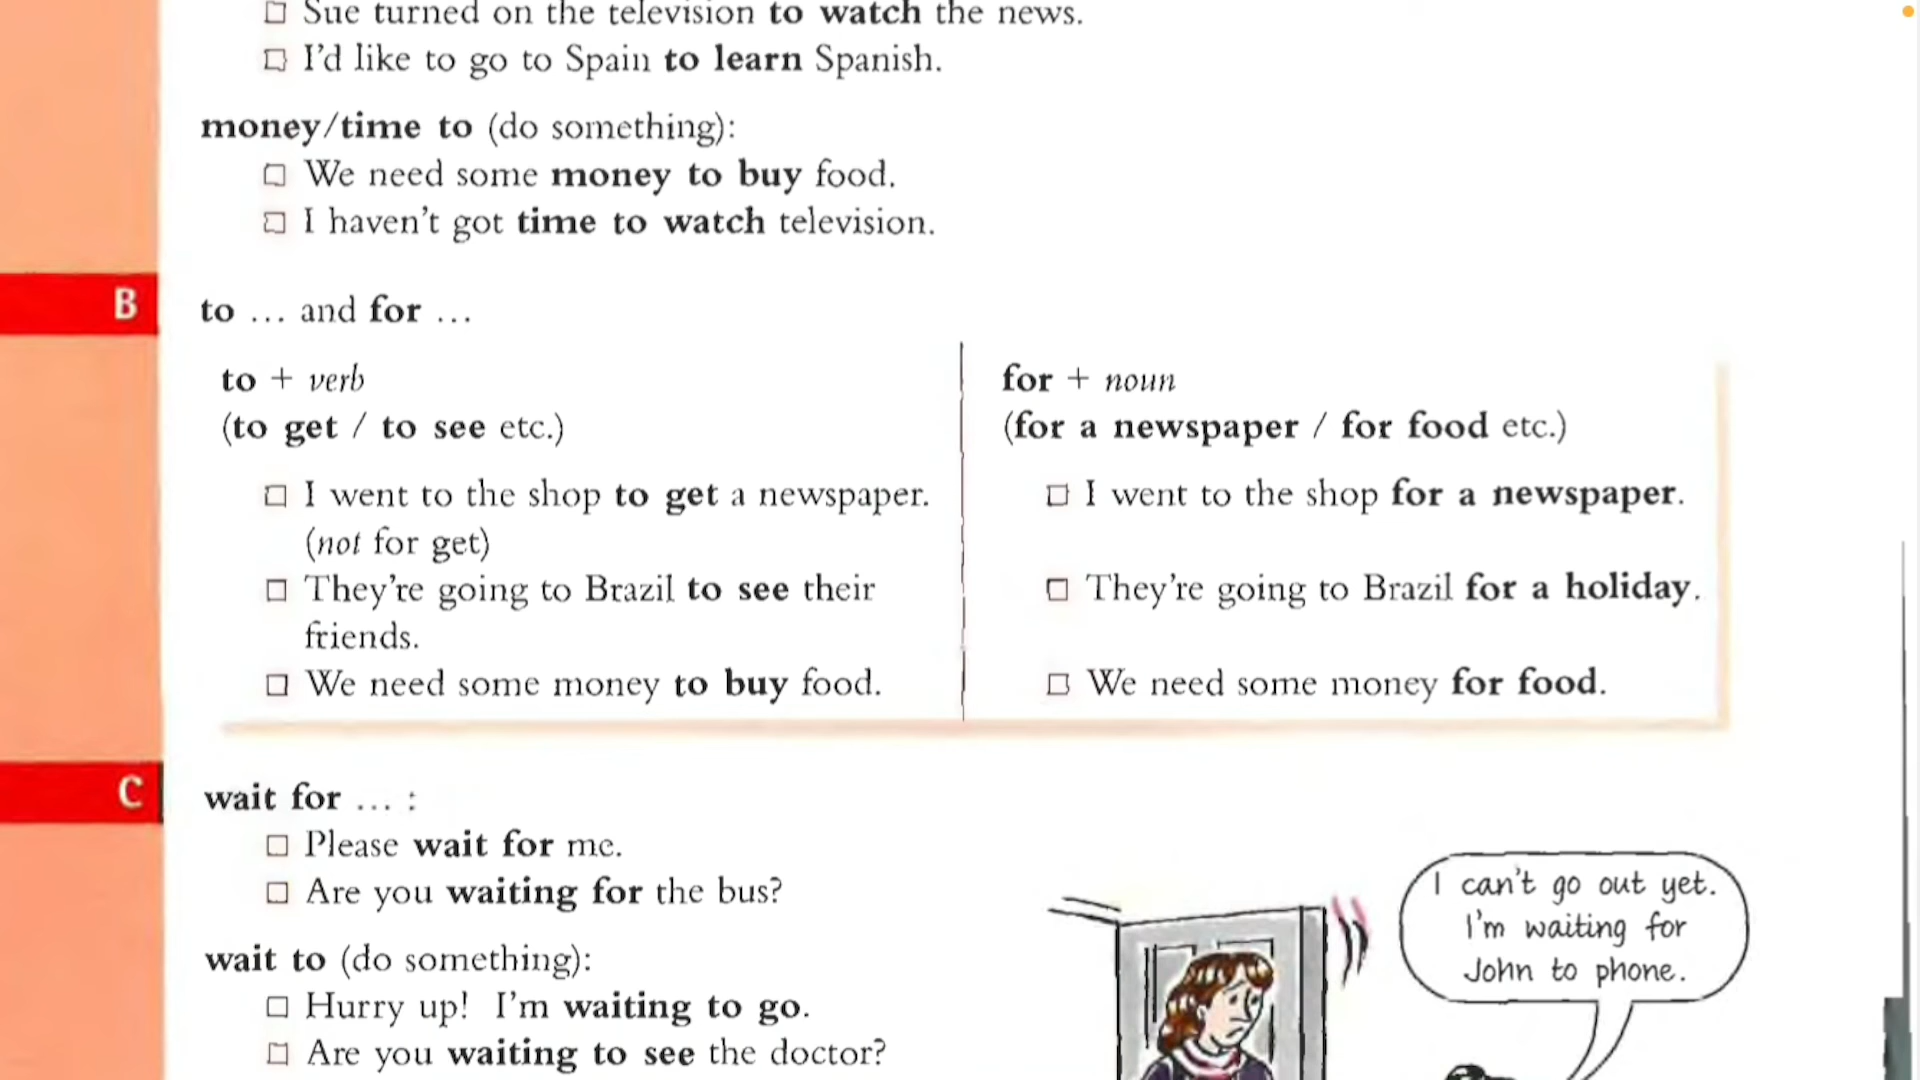 Sue turned on the television to watch the news.
I'd like to go to Spain to learn Spanish.
money/time to (do something):
We need some money to buy food.
I haven't got time to watch television.
B
to ... and for ...
to + verb
(to get / to see etc.)
I went to the shop to get a newspaper.
(not for get)
They're going to Brazil to see their
friends.
We need some money to buy food.
for + noun
(for a newspaper / for food etc.)
I went to the shop for a newspaper.
They're going to Brazil for a holiday.
We need some money for food.
C
wait for ... :
Please wait for me.
Are you waiting for the bus?
wait to (do something):
Hurry up! I'm waiting to go.
Are you waiting to see the doctor?
I can't go out yet.
I'm waiting for
John to phone.